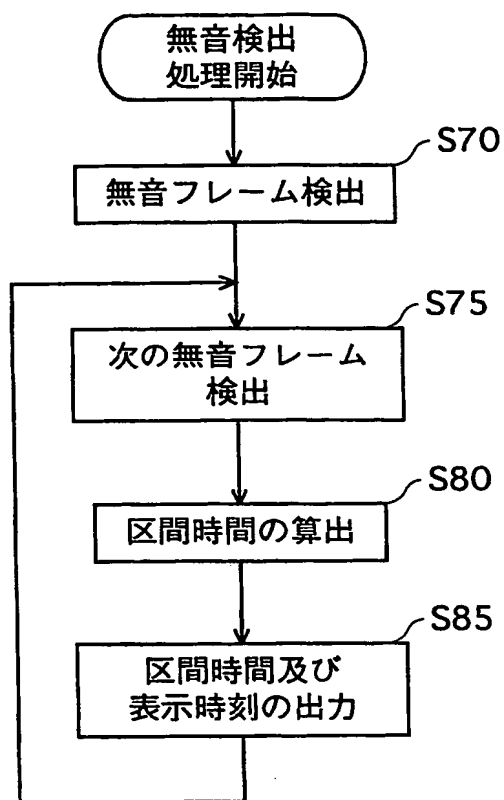 無音検出
処理開始
S70
無音フレーム検出
S75
次の無音フレーム
検出
S80
区間時間の算出
S85
区間時間及び
表示時刻の出力